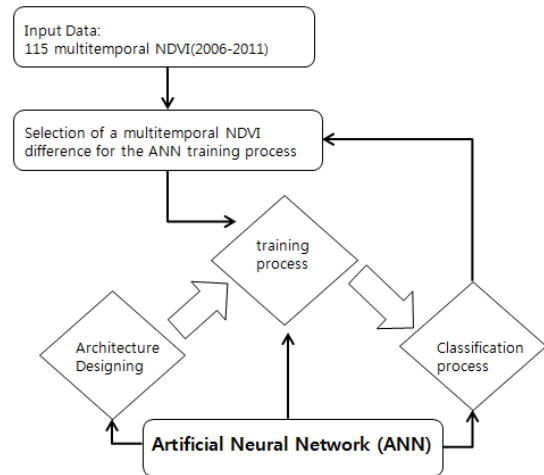 Input Data:
115 multitemporal NDVI(2006-2011)
Selection of a multitemporal NDVI
difference for the ANN training process
training
process
Architecture
Designing
Classification
process
Artificial Neural Network (ANN)